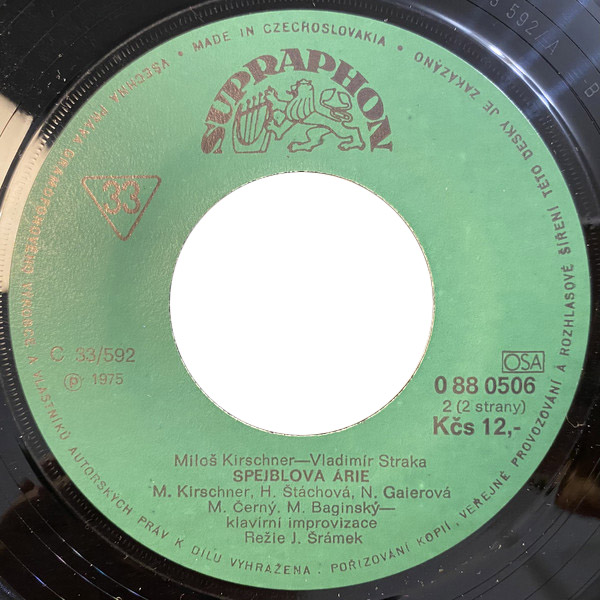 VŠECHNA PRÁVA GRAMOFONOVÉHO VÝROBCE A VLASTNÍKŮ AUTORSKÝCH PRÁV K DÍLU VYHRAŽENA. POŘIZOVÁNÍ KOPIÍ, VEŘEJNÉ PROVOZOVÁNÍ A ROZHLASOVÉ ŠÍŘENÍ TÉTO DESKY JE ZAKÁZÁNO
• MADE IN CZECHOSLOVAKIA •
SUPRAPHON
33
C 33/592
℗ 1975
OSA
0 88 0506
2 (2 strany)
Kčs 12,-
Miloš Kirschner—Vladimír Straka
SPEJBLOVA ÁRIE
M. Kirschner, H. Štáchová, N. Gaierová
M. Černý, M. Baginský—
klavírní improvizace
Režie J. Šrámek